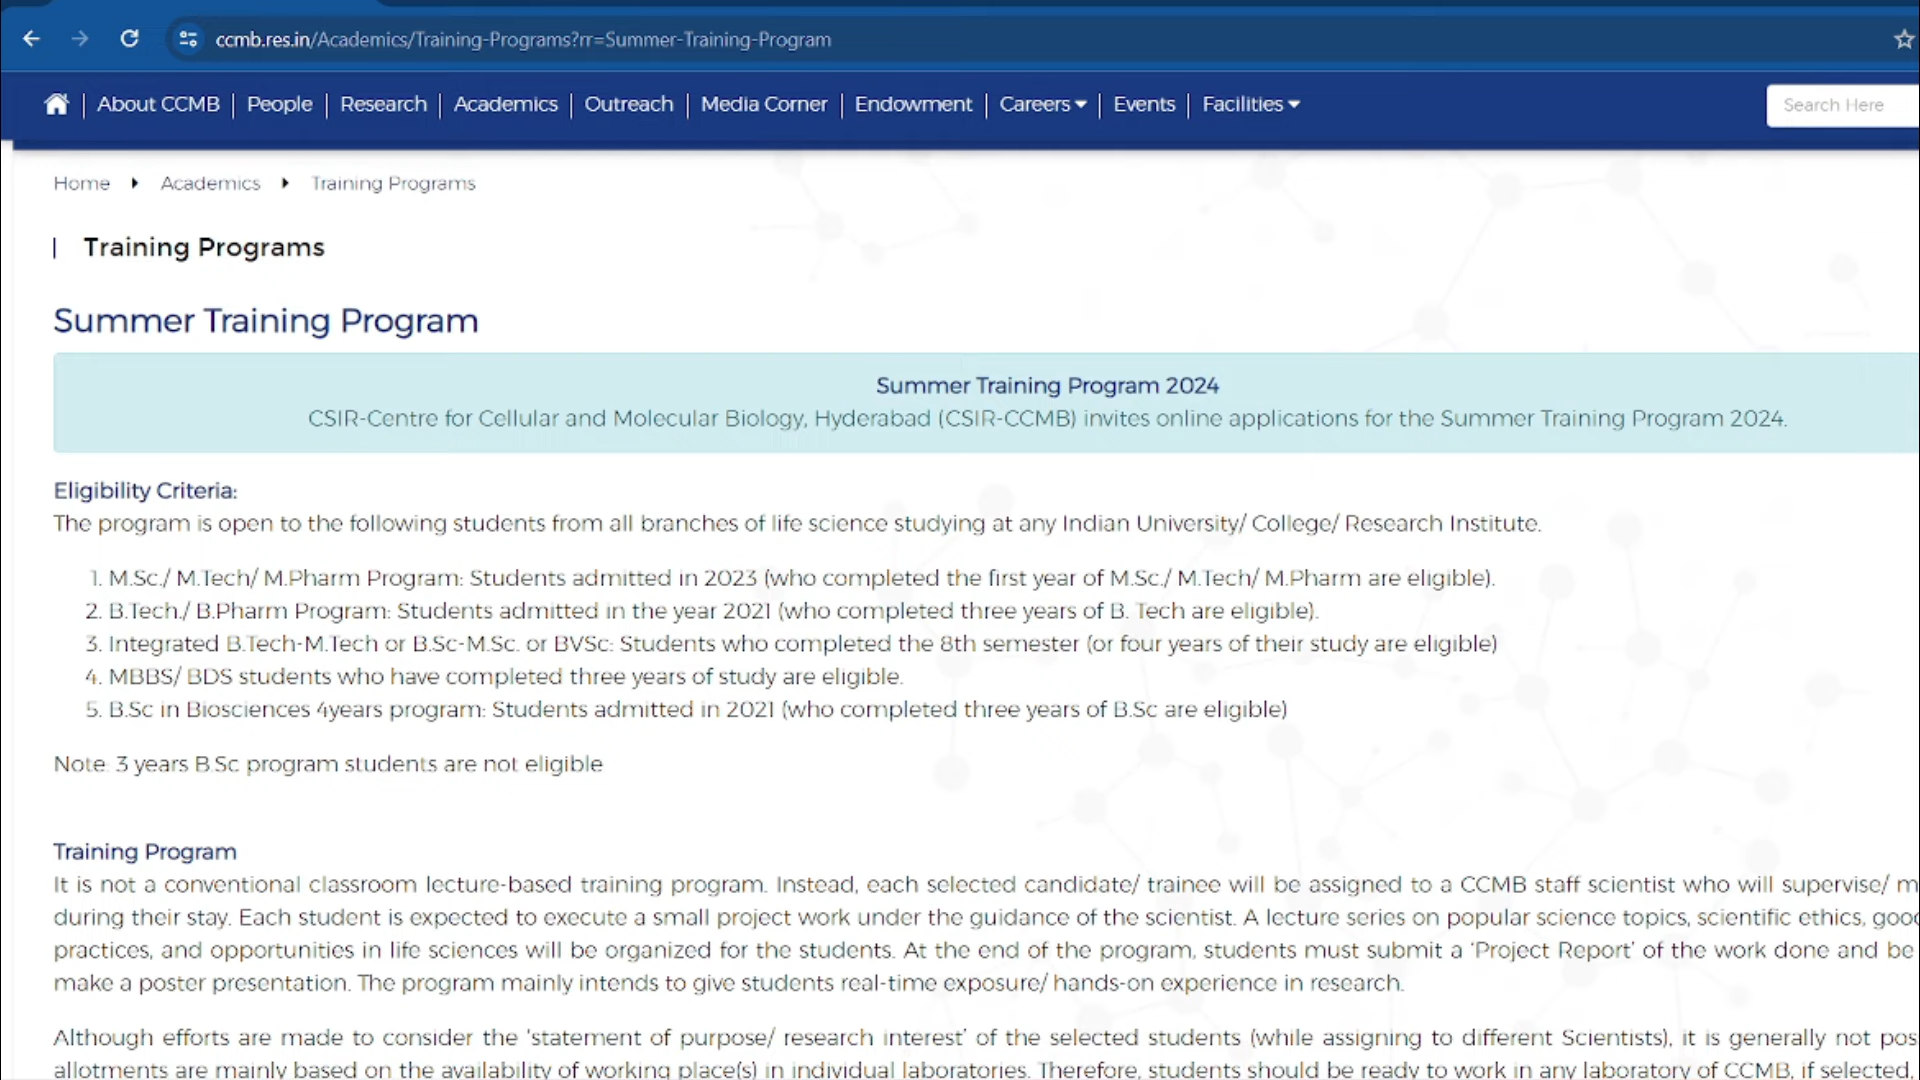 ccmb.res.in/Academics/Training-Programs?rr=Summer-Training-Program
About CCMB | People | Research | Academics | Outreach | Media Corner | Endowment | Careers | Events | Facilities
Search Here
Home Academics Training Programs
| Training Programs
Summer Training Program
Summer Training Program 2024
CSIR-Centre for Cellular and Molecular Biology, Hyderabad (CSIR-CCMB) invites online applications for the Summer Training Program 2024.
Eligibility Criteria:
The program is open to the following students from all branches of life science studying at any Indian University/ College/ Research Institute.
1. M.Sc./ M.Tech/ M.Pharm Program: Students admitted in 2023 (who completed the first year of M.Sc./ M.Tech/ M.Pharm are eligible).
2. B.Tech./ B.Pharm Program: Students admitted in the year 2021 (who completed three years of B. Tech are eligible).
3. Integrated B.Tech-M.Tech or B.Sc-M.Sc. or BVSc: Students who completed the 8th semester (or four years of their study are eligible)
4. MBBS/ BDS students who have completed three years of study are eligible.
5. B.Sc in Biosciences 4years program: Students admitted in 2021 (who completed three years of B.Sc are eligible)
Note: 3 years B.Sc program students are not eligible
Training Program
It is not a conventional classroom lecture-based training program. Instead, each selected candidate/ trainee will be assigned to a CCMB staff scientist who will supervise/ m
during their stay. Each student is expected to execute a small project work under the guidance of the scientist. A lecture series on popular science topics, scientific ethics, goo
practices, and opportunities in life sciences will be organized for the students. At the end of the program, students must submit a 'Project Report' of the work done and be
make a poster presentation. The program mainly intends to give students real-time exposure/ hands-on experience in research.
Although efforts are made to consider the 'statement of purpose/ research interest' of the selected students (while assigning to different Scientists), it is generally not pos
allotments are mainly based on the availability of working place(s) in individual laboratories. Therefore, students should be ready to work in any laboratory of CCMB, if selected,